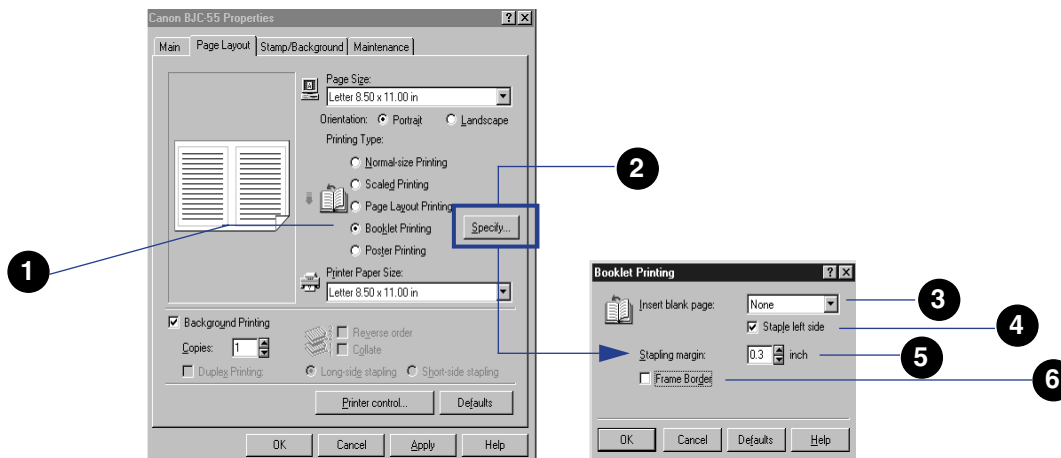 Canon BJC-55 Properties
Main Page Layout Stamp/Background Maintenance
Page Size:
Letter 8.50 x 11.00 in
Orientation: Portrait Landscape
Printing Type:
Normal-size Printing
Scaled Printing
Page Layout Printing
Booklet Printing
Specify...
Poster Printing
Printer Paper Size:
Letter 8.50 x 11.00 in
Background Printing
Copies: 1
Reverse order
Collate
Duplex Printing:
Long-side stapling Short-side stapling
Printer control... Defaults
OK Cancel Apply Help
1
2
Booklet Printing
Insert blank page: None
Staple left side
Stapling margin: 0.3 inch
Frame Border
OK Cancel Defaults Help
3
4
5
6